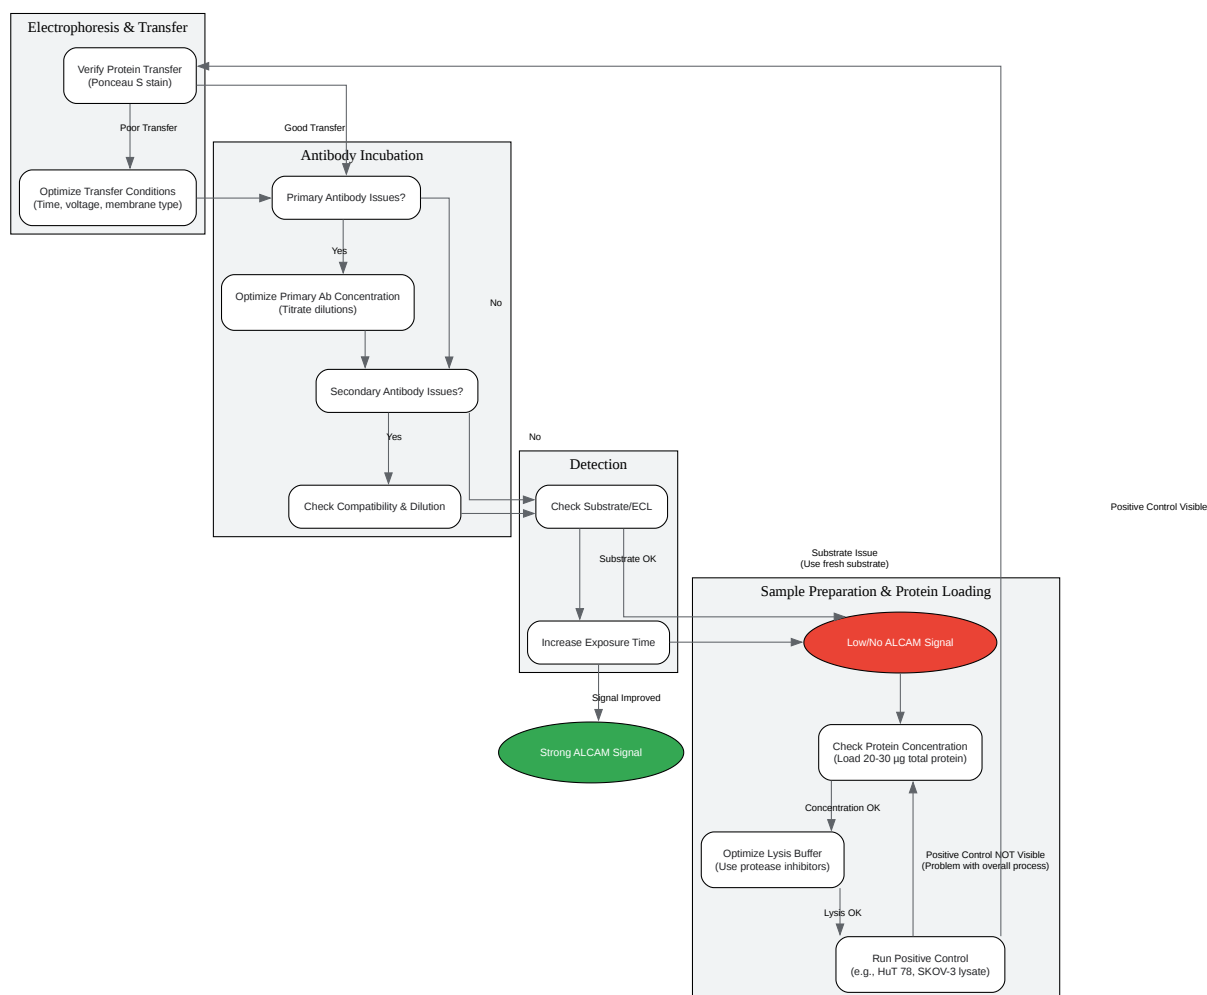 Electrophoresis & Transfer
Verify Protein Transfer
(Ponceau S stain)
Poor Transfer
Good Transfer
Optimize Transfer Conditions
(Time, voltage, membrane type)
Antibody Incubation
Primary Antibody Issues?
Yes
No
Optimize Primary Ab Concentration
(Titrate dilutions)
Secondary Antibody Issues?
Yes
No
Check Compatibility & Dilution
Detection
Check Substrate/ECL
Substrate OK
Substrate Issue
(Use fresh substrate)
Increase Exposure Time
Signal Improved
Strong ALCAM Signal
Positive Control Visible
Sample Preparation & Protein Loading
Low/No ALCAM Signal
Check Protein Concentration
(Load 20-30 µg total protein)
Concentration OK
Optimize Lysis Buffer
(Use protease inhibitors)
Positive Control NOT Visible
(Problem with overall process)
Lysis OK
Run Positive Control
(e.g., HuT 78, SKOV-3 lysate)